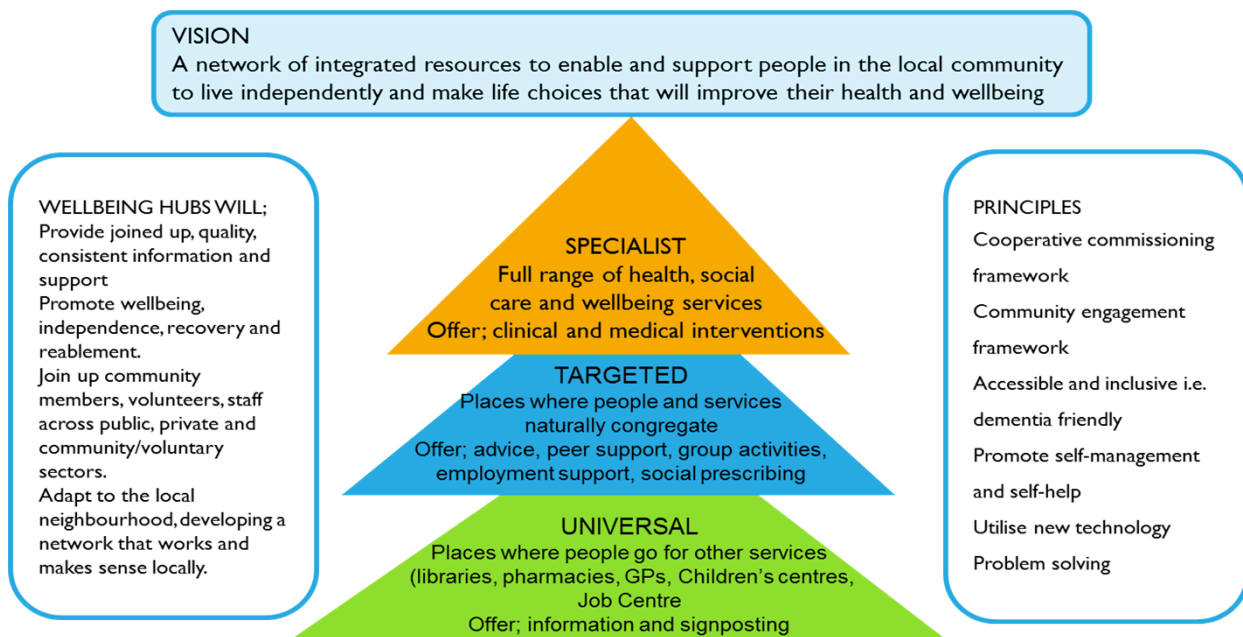 VISION
A network of integrated resources to enable and support people in the local community
to live independently and make life choices that will improve their health and wellbeing
WELLBEING HUBS WILL;
Provide joined up, quality,
consistent information and
support
Promote wellbeing,
independence, recovery and
reablement.
Join up community
members, volunteers, staff
across public, private and
community/voluntary
sectors.
Adapt to the local
neighbourhood, developing a
network that works and
makes sense locally.
SPECIALIST
Full range of health, social
care and wellbeing services
Offer; clinical and medical interventions
TARGETED
Places where people and services
naturally congregate
Offer; advice, peer support, group activities,
employment support, social prescribing
UNIVERSAL
Places where people go for other services
(libraries, pharmacies, GPs, Children’s centres,
Job Centre
Offer; information and signposting
PRINCIPLES
Cooperative commissioning
framework
Community engagement
framework
Accessible and inclusive i.e.
dementia friendly
Promote self-management
and self-help
Utilise new technology
Problem solving